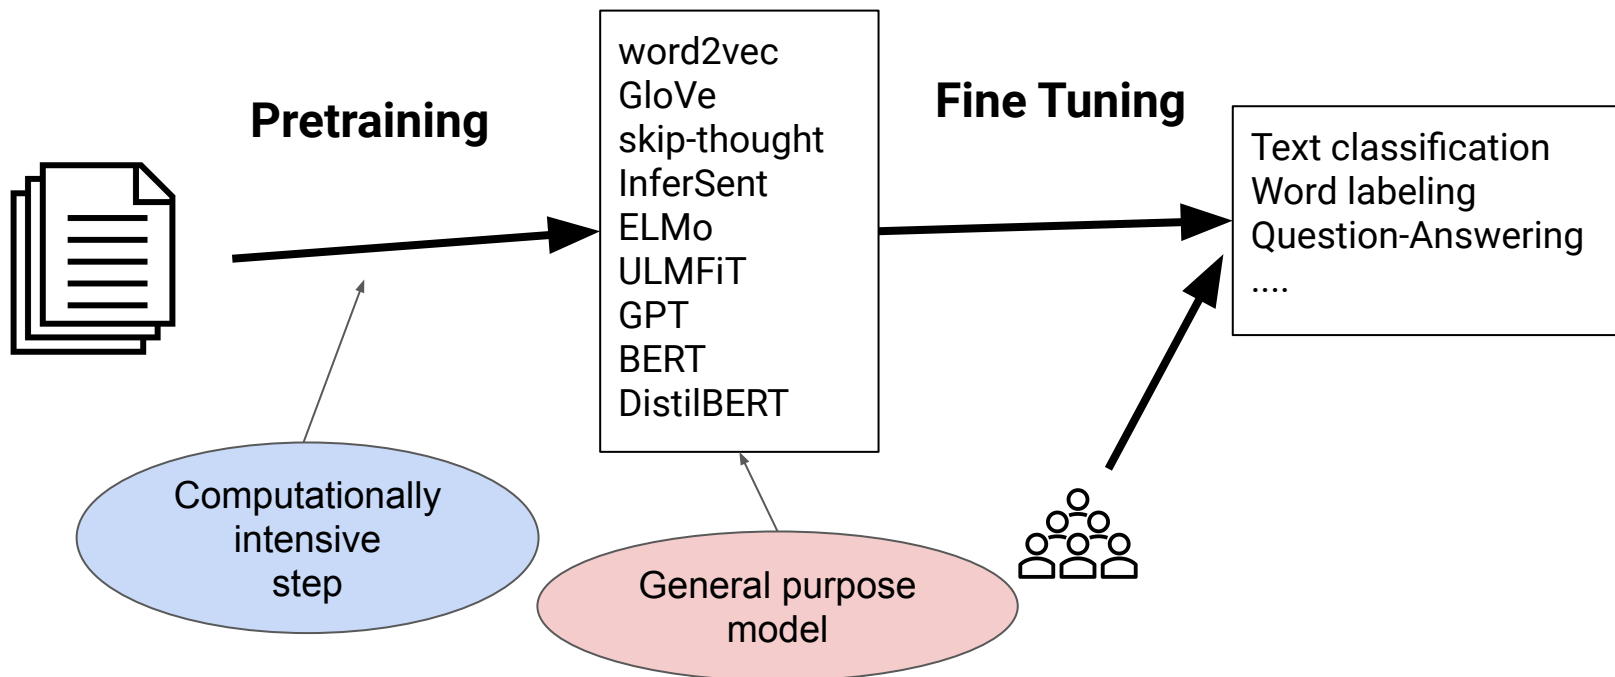 Pretraining
word2vec
GloVe
skip-thought
InferSent
ELMo
ULMFiT
GPT
BERT
DistilBERT
Fine Tuning
Text classification
Word labeling
Question-Answering
....
Computationally
intensive
step
General purpose
model